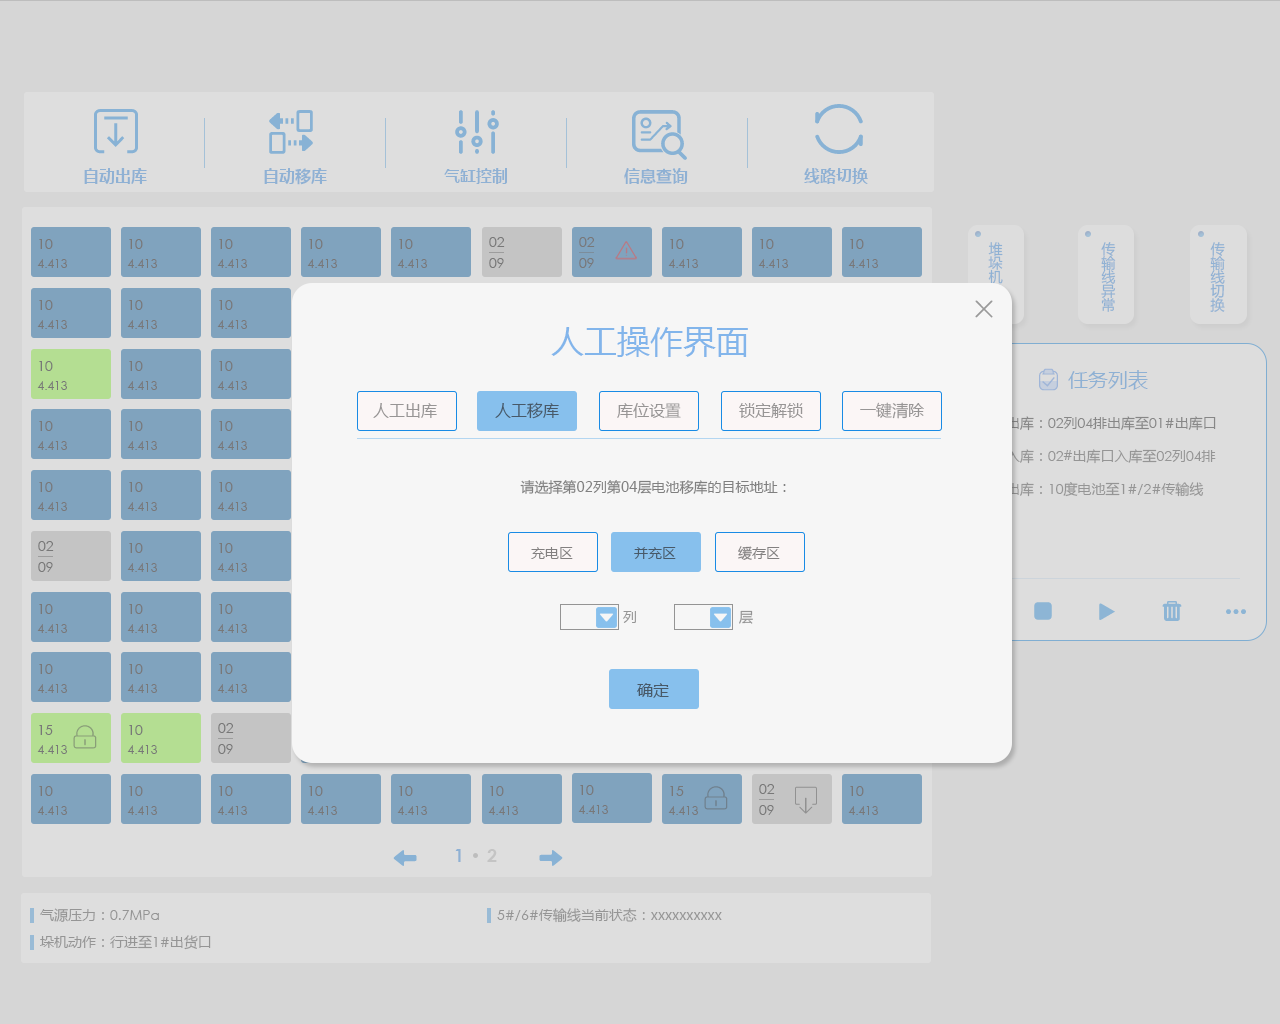 自动出库
自动移库
气缸控制
信息查询
线路切换
10 10 10 10 10 02 02 10 10 10
4.413 4.413 4.413 4.413 4.413 09 09 4.413 4.413 4.413
堆垛机
传输线异常
传输线切换
10 10 10
4.413 4.413 4.413
人工操作界面
10 10 10
4.413 4.413 4.413
任务列表
人工出库 人工移库 库位设置 锁定解锁 一键清除
10 10 10
4.413 4.413 4.413
出库：02列04排出库至01#出库口
入库：02#出库口入库至02列04排
出库：10度电池至1#/2#传输线
10 10 10
4.413 4.413 4.413
请选择第02列第04层电池移库的目标地址：
02 10 10
09 4.413 4.413
充电区 并充区 缓存区
10 10 10
4.413 4.413 4.413
列 层
10 10 10
4.413 4.413 4.413
确定
15 10 02
4.413 4.413 09
10 10 10 10 10 10 10 15 02 10
4.413 4.413 4.413 4.413 4.413 4.413 4.413 4.413 09 4.413
1 • 2
气源压力：0.7MPa
5#/6#传输线当前状态：xxxxxxxxxx
垛机动作：行进至1#出货口